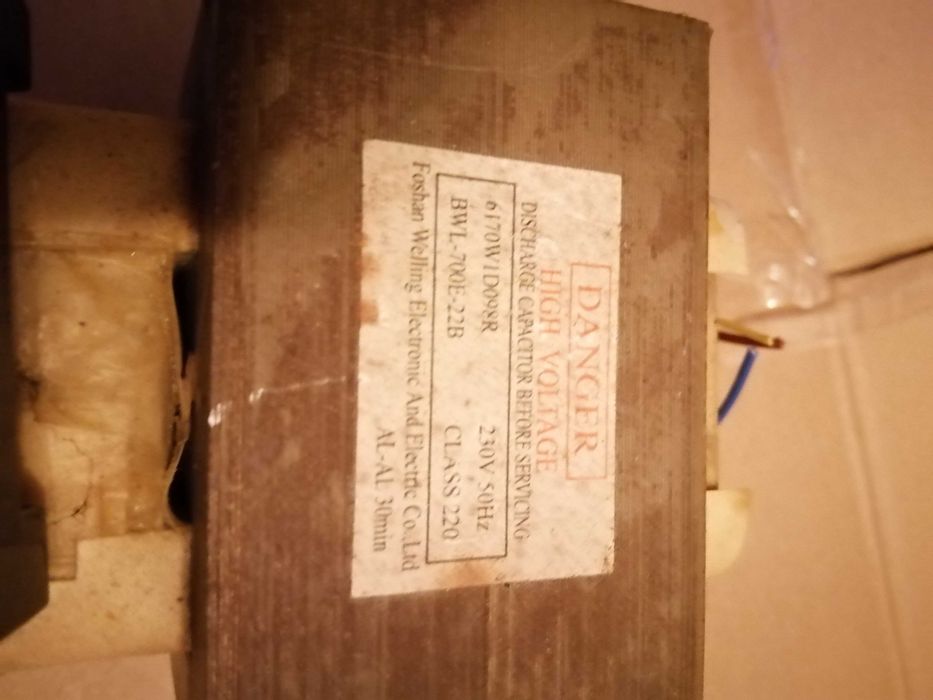 DANGER
HIGH VOLTAGE
DISCHARGE CAPACITOR BEFORE SERVICING
6170W1D098R 230V 50Hz
BWL-700E-22B CLASS 220
Foshan Welling Electronic And Electric Co.,Ltd
AL-AL 30min